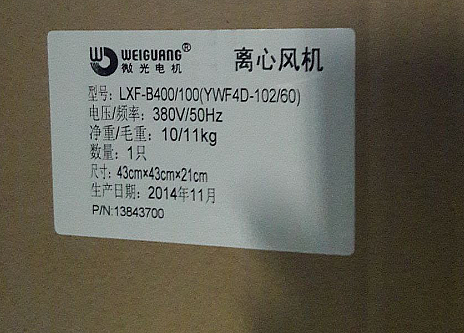 WEIGUANG®
微光电机
离心风机
型号: LXF-B400/100(YWF4D-102/60)
电压/频率: 380V/50Hz
净重/毛重: 10/11kg
数量: 1只
尺寸: 43cm×43cm×21cm
生产日期: 2014年11月
P/N:13843700